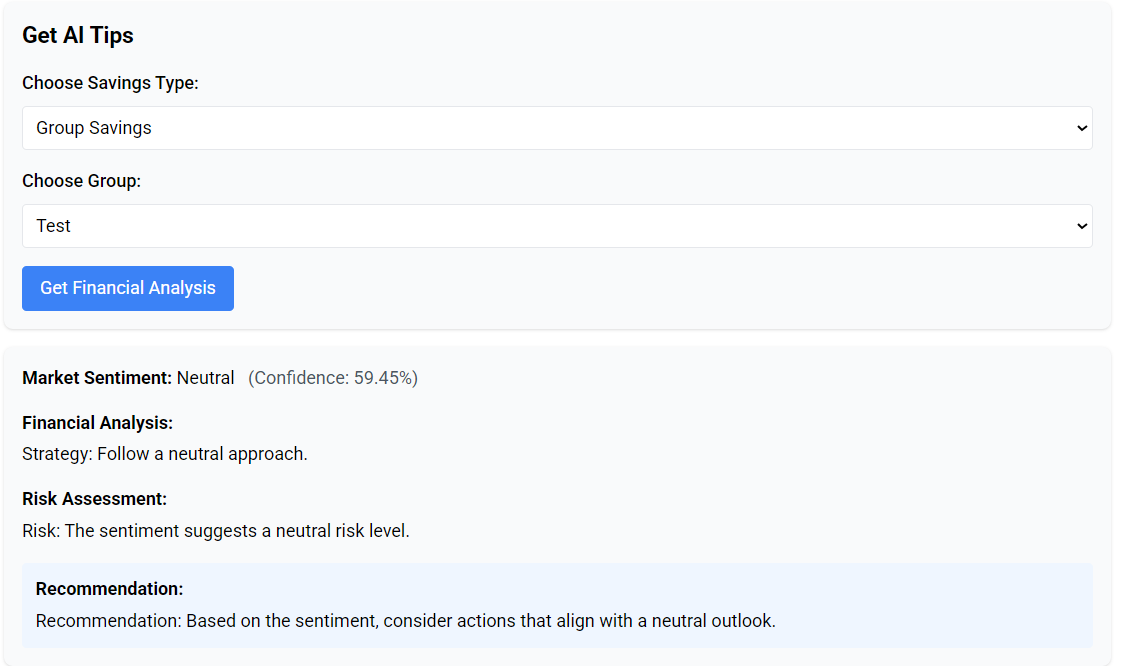 Get AI Tips
Choose Savings Type:
Group Savings
Choose Group:
Test
Get Financial Analysis
Market Sentiment: Neutral (Confidence: 59.45%)
Financial Analysis:
Strategy: Follow a neutral approach.
Risk Assessment:
Risk: The sentiment suggests a neutral risk level.
Recommendation:
Recommendation: Based on the sentiment, consider actions that align with a neutral outlook.